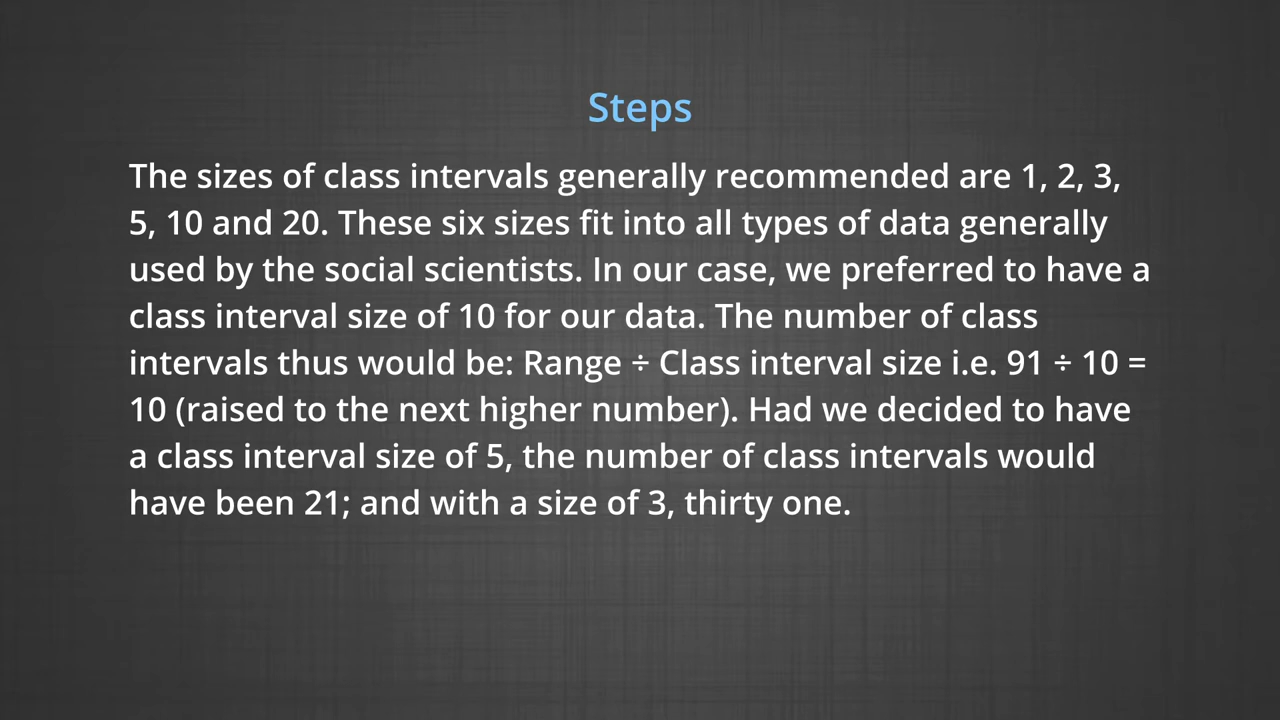 Steps
The sizes of class intervals generally recommended are 1, 2, 3,
5, 10 and 20. These six sizes fit into all types of data generally
used by the social scientists. In our case, we preferred to have a
class interval size of 10 for our data. The number of class
intervals thus would be: Range ÷ Class interval size i.e. 91 ÷ 10 =
10 (raised to the next higher number). Had we decided to have
a class interval size of 5, the number of class intervals would
have been 21; and with a size of 3, thirty one.